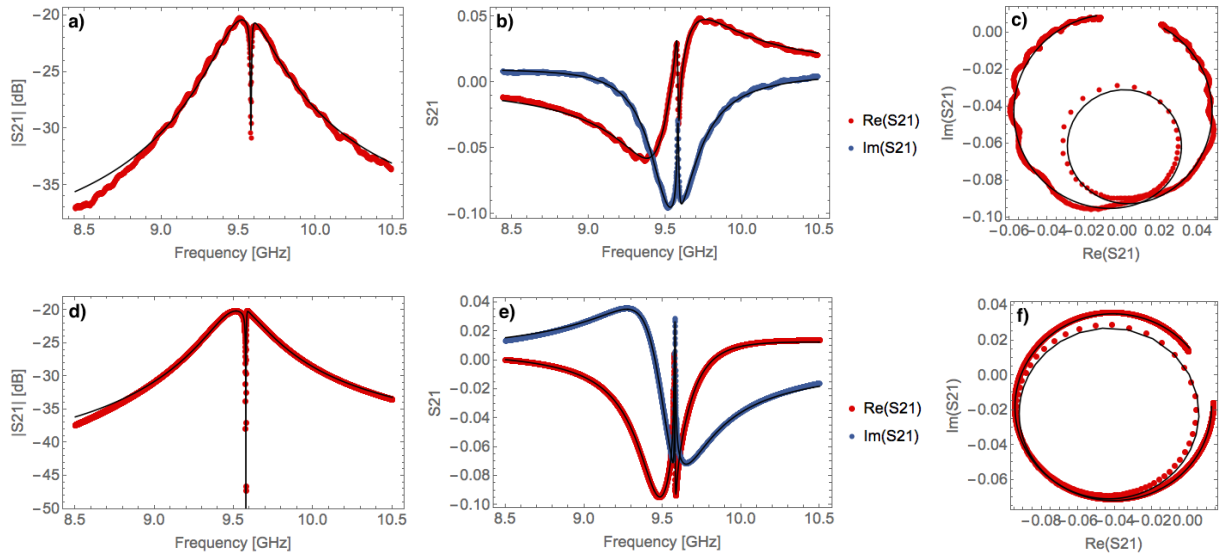 a)
−20
−25
−30
−35
|S21| [dB]
8.5 9.0 9.5 10.0 10.5
Frequency [GHz]
b)
0.05
0.00
−0.05
−0.10
S21
8.5 9.0 9.5 10.0 10.5
Frequency [GHz]
Re(S21)
Im(S21)
c)
0.00
−0.02
−0.04
−0.06
−0.08
−0.10
Im(S21)
−0.06 −0.04 −0.02 0.00 0.02 0.04
Re(S21)
d)
−20
−25
−30
−35
−40
−45
−50
|S21| [dB]
8.5 9.0 9.5 10.0 10.5
Frequency [GHz]
e)
0.04
0.02
0.00
−0.02
−0.04
−0.06
−0.08
−0.10
S21
8.5 9.0 9.5 10.0 10.5
Frequency [GHz]
Re(S21)
Im(S21)
f)
0.04
0.02
0.00
−0.02
−0.04
−0.06
Im(S21)
−0.08 −0.06 −0.04 −0.02 0.00
Re(S21)